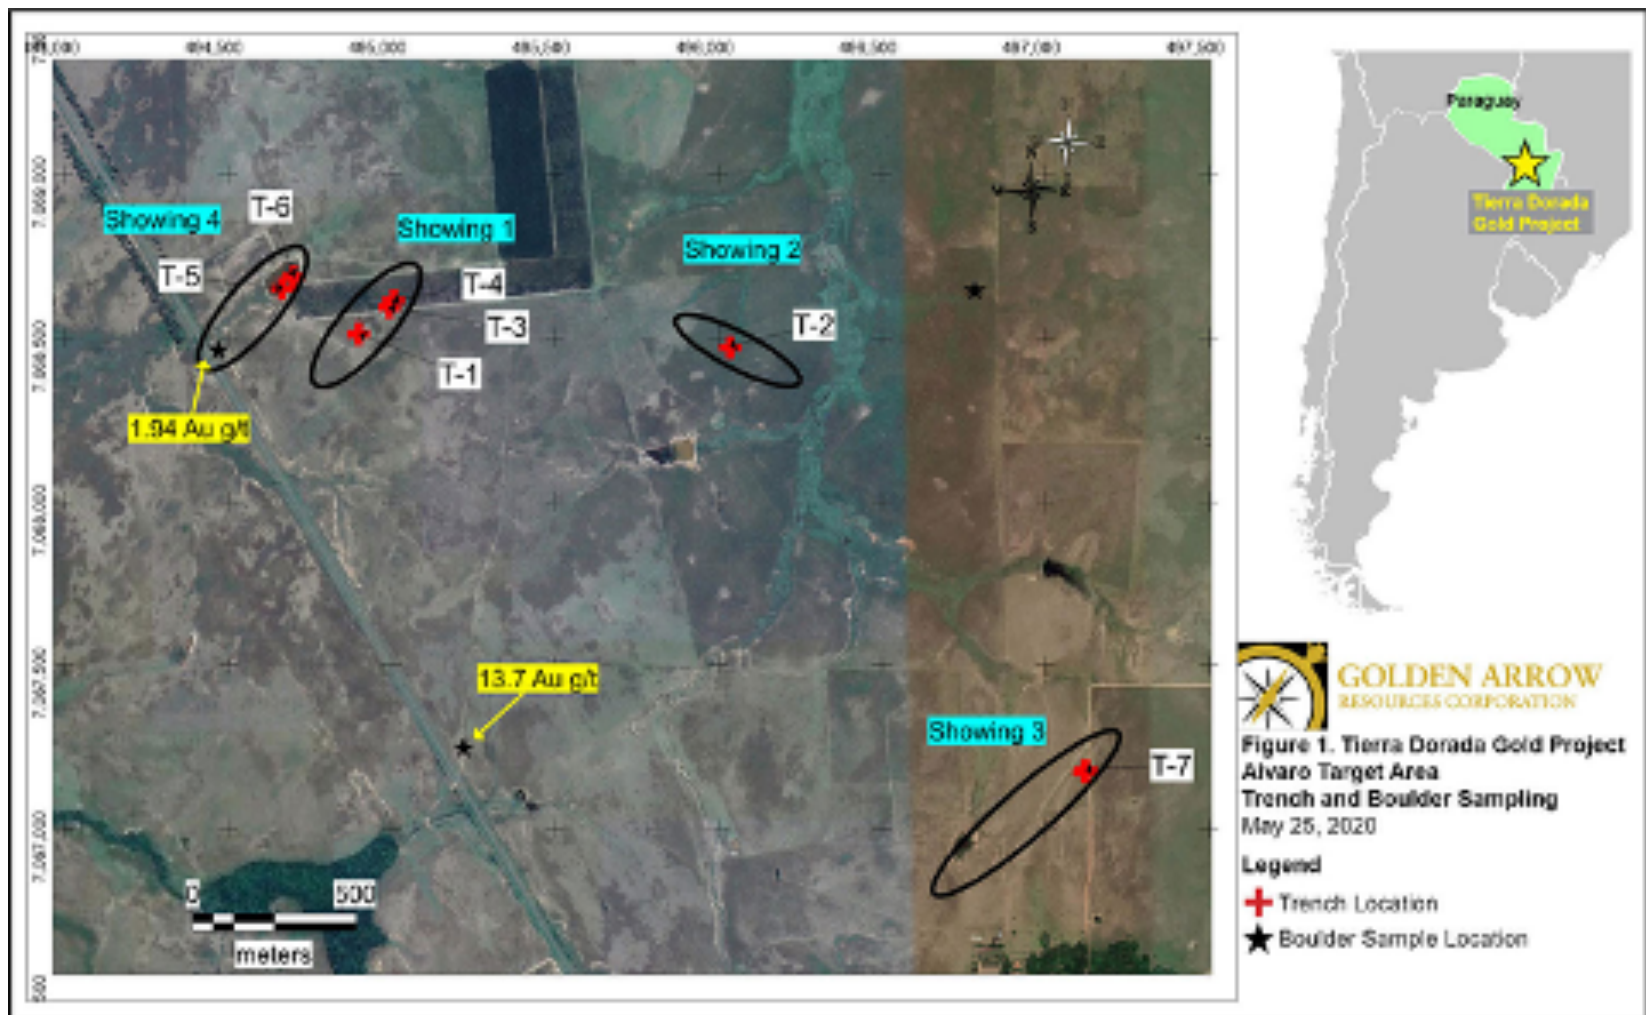 494,500
495,000
495,500
496,000
496,500
497,000
497,500
Paraguay
Tierra Dorada
Gold Project
Showing 4
T-6
Showing 1
Showing 2
T-5
T-4
T-3
T-2
T-1
1.94 Au g/t
13.7 Au g/t
Showing 3
T-7
0 500
meters
N
S
GOLDEN ARROW
RESOURCES CORPORATION
Figure 1. Tierra Dorada Gold Project
Alvaro Target Area
Trench and Boulder Sampling
May 25, 2020
Legend
Trench Location
Boulder Sample Location